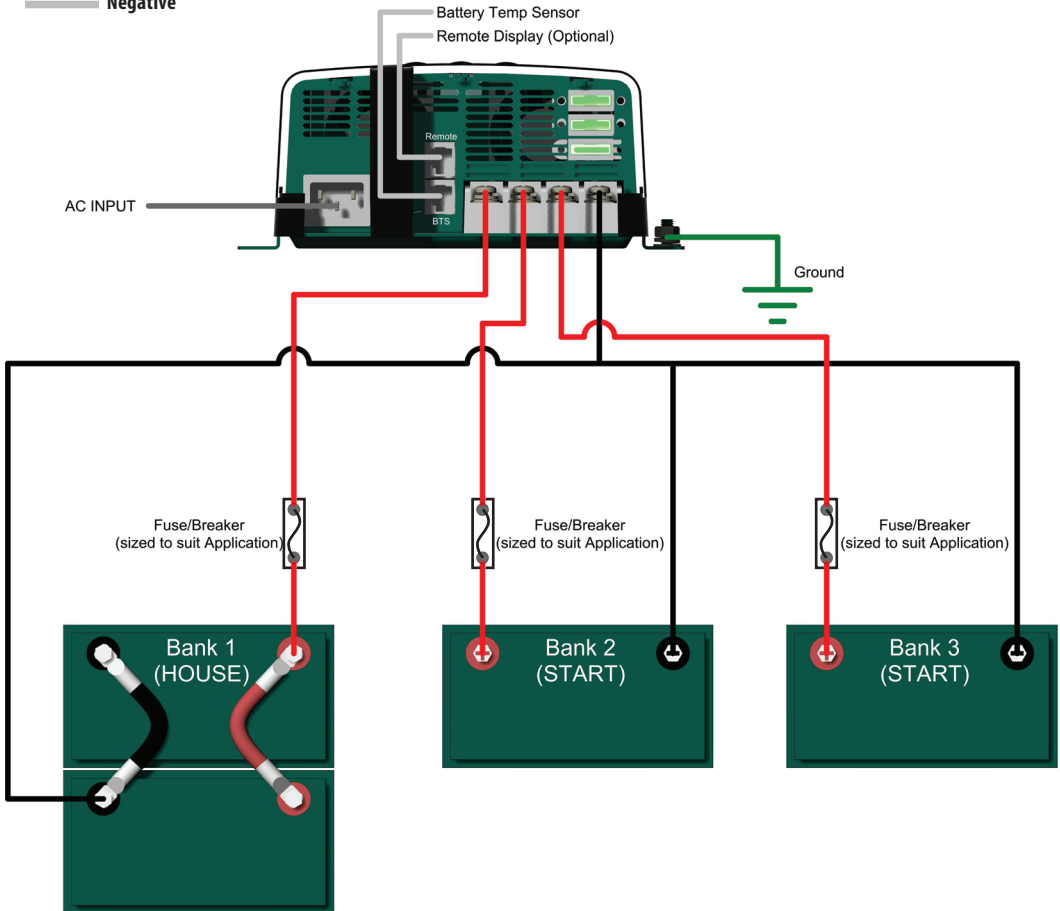 Negative
Battery Temp Sensor
Remote Display (Optional)
Remote
AC INPUT
BTS
Ground
Fuse/Breaker
(sized to suit Application)
Fuse/Breaker
(sized to suit Application)
Fuse/Breaker
(sized to suit Application)
Bank 1
(HOUSE)
Bank 2
(START)
Bank 3
(START)